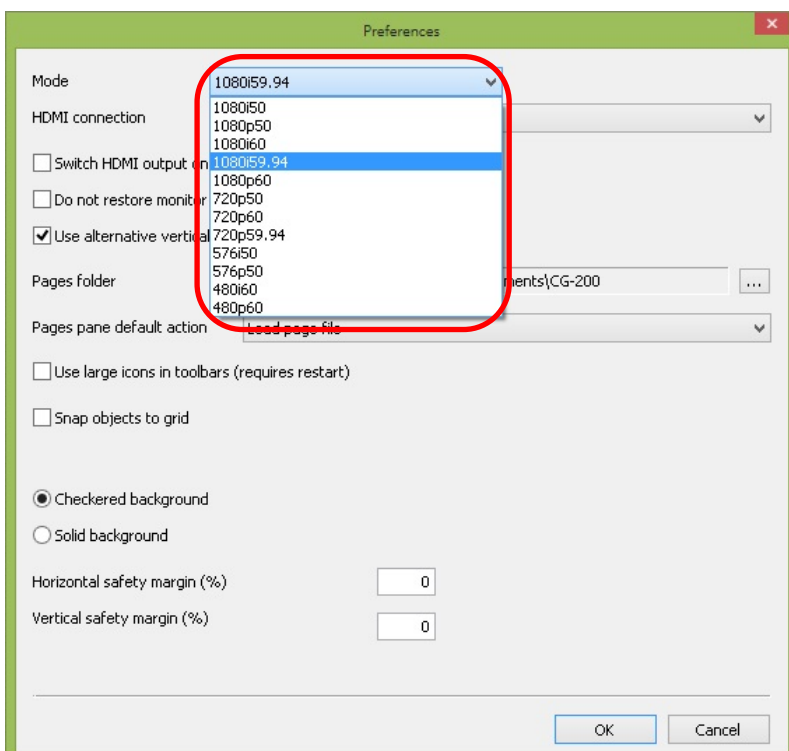 Preferences
Mode
1080i59.94
1080i50
1080p50
1080i60
1080i59.94
1080p60
720p50
720p60
720p59.94
576i50
576p50
480i60
480p60
HDMI connection
Switch HDMI output on
Do not restore monitor
Use alternative vertical
Pages folder
ments\CG-200
...
Pages pane default action
Load page file
Use large icons in toolbars (requires restart)
Snap objects to grid
Checkered background
Solid background
Horizontal safety margin (%)
0
Vertical safety margin (%)
0
OK
Cancel